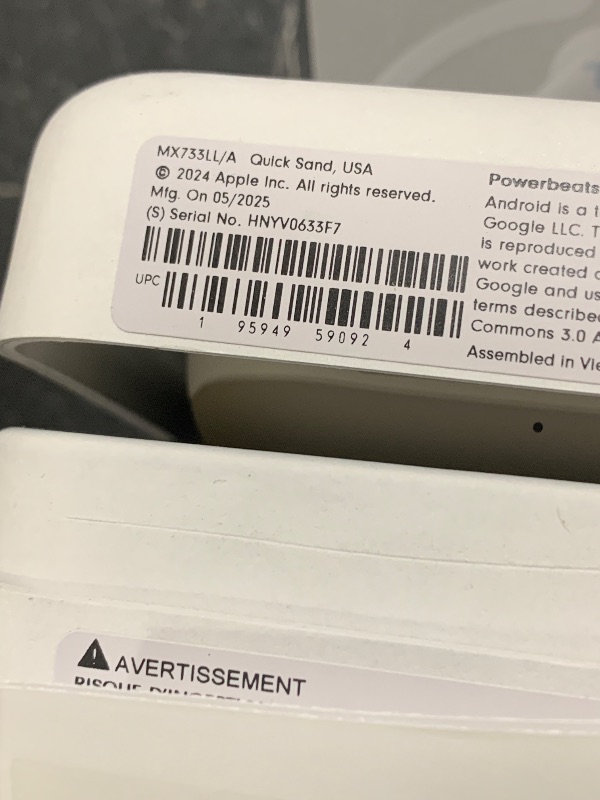 MX733LL/A Quick Sand, USA
© 2024 Apple Inc. All rights reserved.
Mfg. On 05/2025
(S) Serial No. HNYV0633F7
UPC
1 95949 59092 4
Powerbeats
Android is a t
Google LLC. T
is reproduced
work created
Google and us
terms describe
Commons 3.0 A
Assembled in Vie
AVERTISSEMENT